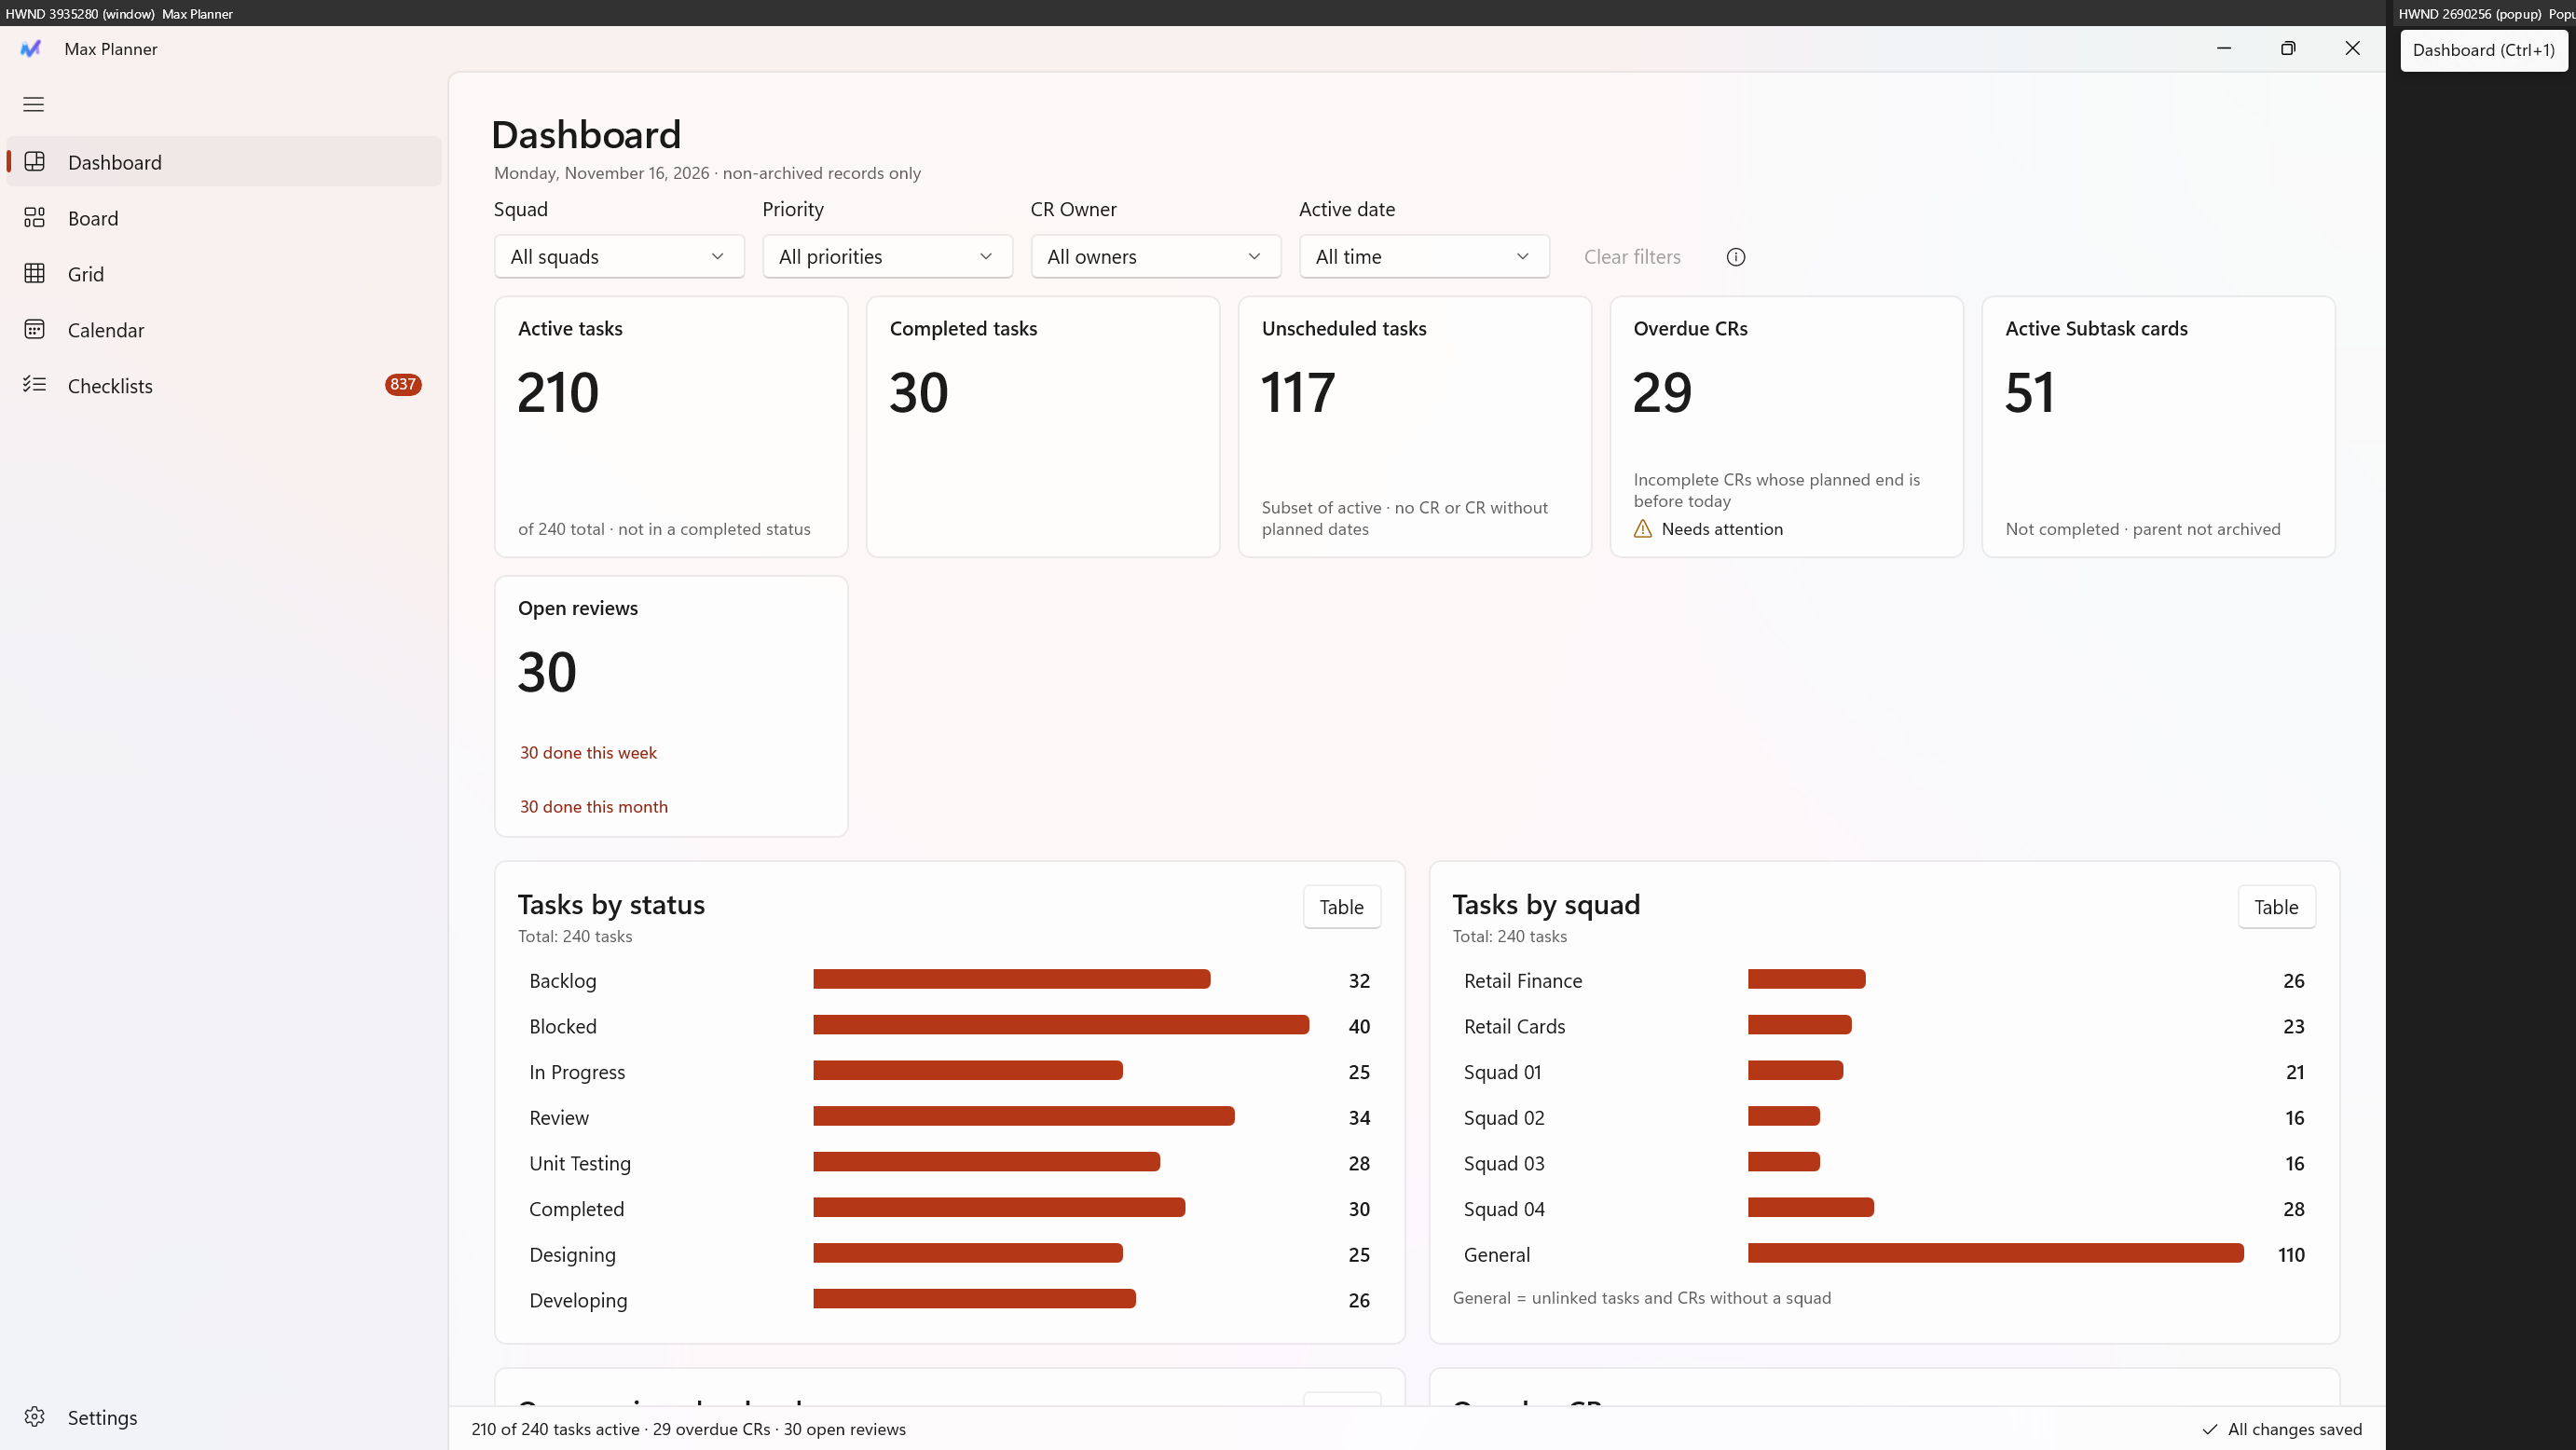 HWND 3935280 (window) Max Planner
HWND 2690256 (popup)
Max Planner
Dashboard (Ctrl+1)
Dashboard
Board
Grid
Calendar
Checklists 837
Settings
Dashboard
Monday, November 16, 2026 · non-archived records only
Squad Priority CR Owner Active date
All squads All priorities All owners All time Clear filters
Active tasks
210
of 240 total · not in a completed status
Completed tasks
30
Unscheduled tasks
117
Subset of active · no CR or CR without
planned dates
Overdue CRs
29
Incomplete CRs whose planned end is
before today
Needs attention
Active Subtask cards
51
Not completed · parent not archived
Open reviews
30
30 done this week
30 done this month
Tasks by status
Table
Total: 240 tasks
Backlog 32
Blocked 40
In Progress 25
Review 34
Unit Testing 28
Completed 30
Designing 25
Developing 26
Tasks by squad
Table
Total: 240 tasks
Retail Finance 26
Retail Cards 23
Squad 01 21
Squad 02 16
Squad 03 16
Squad 04 28
General 110
General = unlinked tasks and CRs without a squad
210 of 240 tasks active · 29 overdue CRs · 30 open reviews
All changes saved